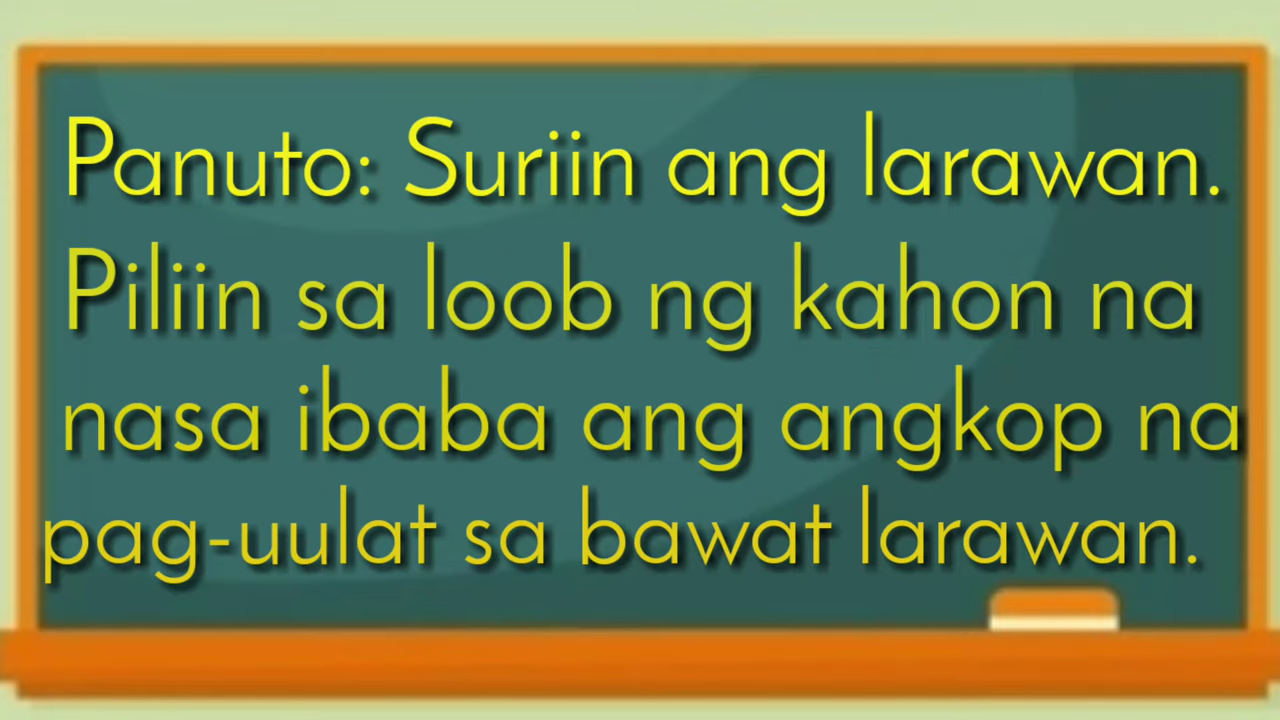 Panuto: Suriin ang larawan.
Piliin sa loob ng kahon na
nasa ibaba ang angkop na
pag-uulat sa bawat larawan.